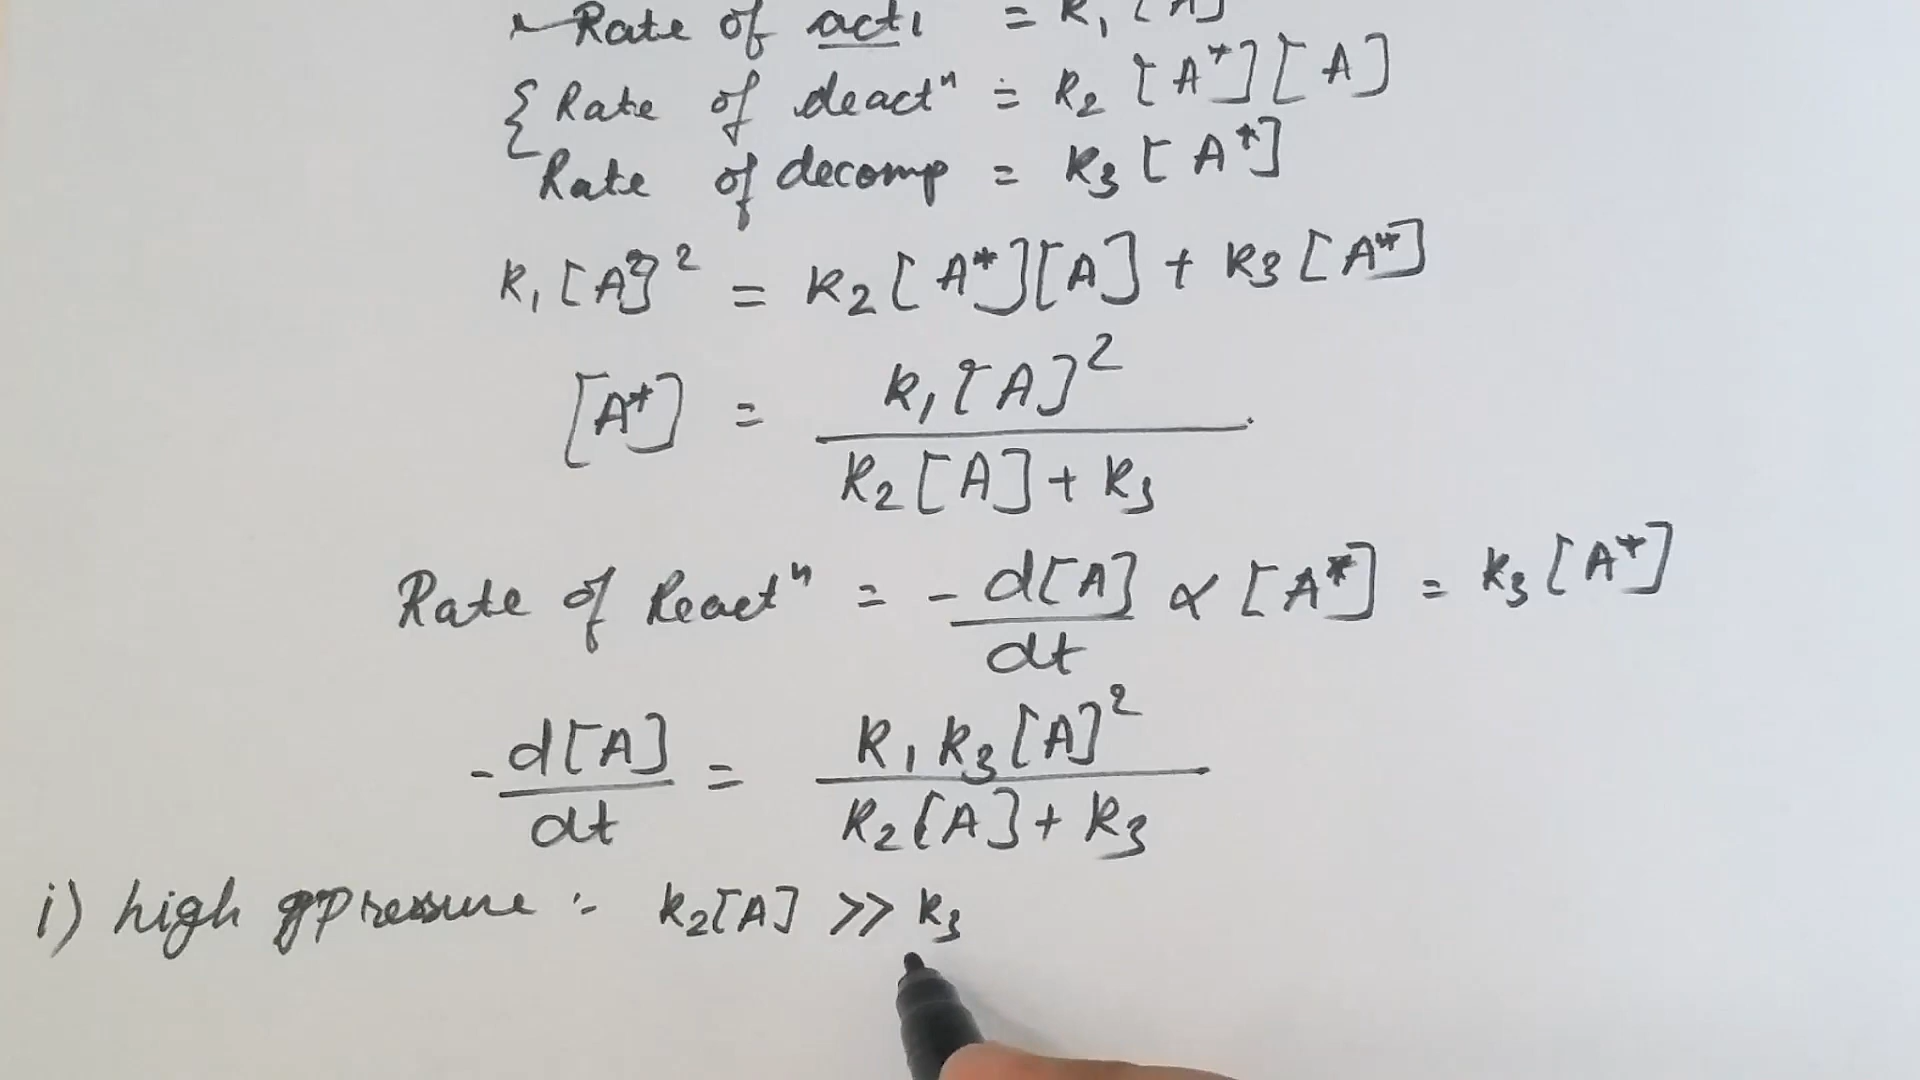 Rate of act1 = k1 [A]
{ Rate of deactⁿ = k2 [A*][A]
Rate of decomp = k3 [A*]
k1[A]² = k2[A*][A] + k3[A*]
[A*] = k1[A]² / k2[A] + k3
Rate of Reactⁿ = - d[A]/dt ∝ [A*] = k3[A*]
- d[A]/dt = k1 k3[A]² / k2[A] + k3
i) high pressure :- k2[A] >> k3